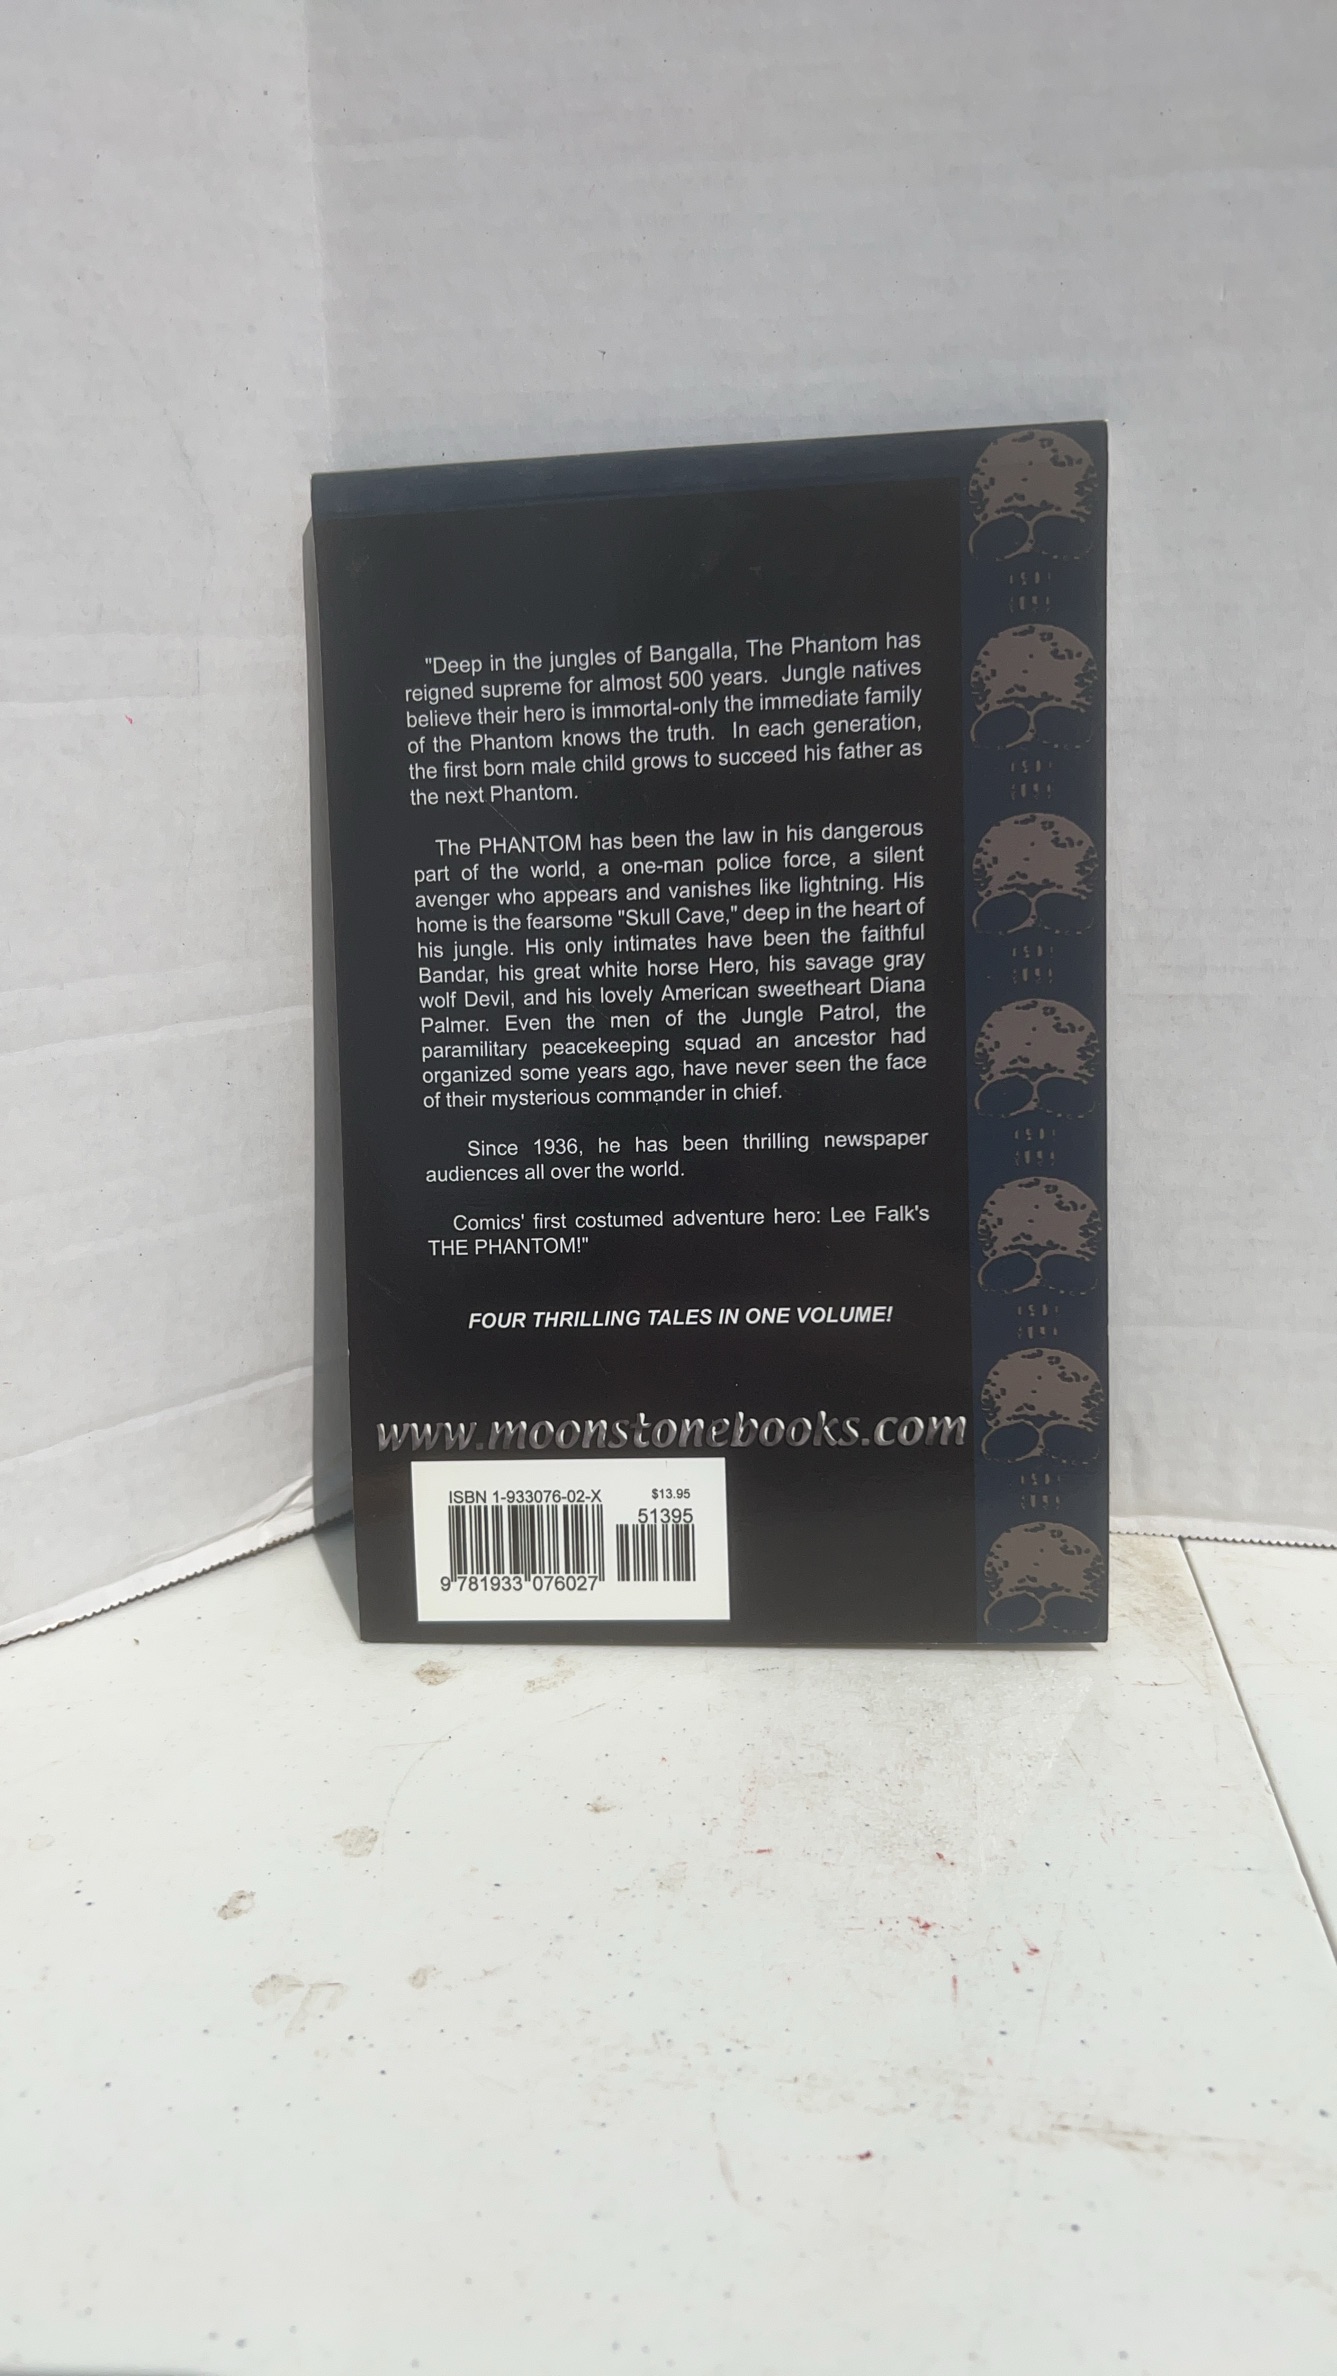 "Deep in the jungles of Bangalla, The Phantom has
reigned supreme for almost 500 years. Jungle natives
believe their hero is immortal-only the immediate family
of the Phantom knows the truth. In each generation,
the first born male child grows to succeed his father as
the next Phantom.
The PHANTOM has been the law in his dangerous
part of the world, a one-man police force, a silent
avenger who appears and vanishes like lightning. His
home is the fearsome "Skull Cave," deep in the heart of
his jungle. His only intimates have been the faithful
Bandar, his great white horse Hero, his savage gray
wolf Devil, and his lovely American sweetheart Diana
Palmer. Even the men of the Jungle Patrol, the
paramilitary peacekeeping squad an ancestor had
organized some years ago, have never seen the face
of their mysterious commander in chief.
Since 1936, he has been thrilling newspaper
audiences all over the world.
Comics' first costumed adventure hero: Lee Falk's
THE PHANTOM!"
FOUR THRILLING TALES IN ONE VOLUME!
www.moonstonebooks.com
ISBN 1-933076-02-X $13.95
51395
9 781933 076027